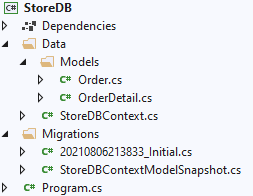 C# StoreDB
Dependencies
Data
Models
C# Order.cs
C# OrderDetail.cs
C# StoreDBContext.cs
Migrations
C# 20210806213833_Initial.cs
C# StoreDBContextModelSnapshot.cs
C# Program.cs